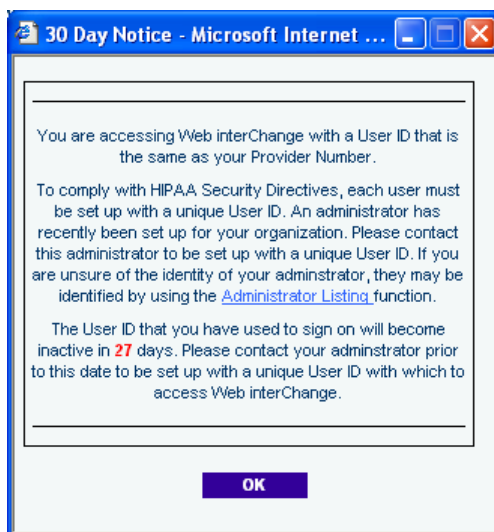 30 Day Notice - Microsoft Internet ...
You are accessing Web interChange with a User ID that is
the same as your Provider Number.
To comply with HIPAA Security Directives, each user must
be set up with a unique User ID. An administrator has
recently been set up for your organization. Please contact
this administrator to be set up with a unique User ID. If you
are unsure of the identity of your adminstrator, they may be
identified by using the Administrator Listing function.
The User ID that you have used to sign on will become
inactive in 27 days. Please contact your adminstrator prior
to this date to be set up with a unique User ID with which to
access Web interChange.
OK